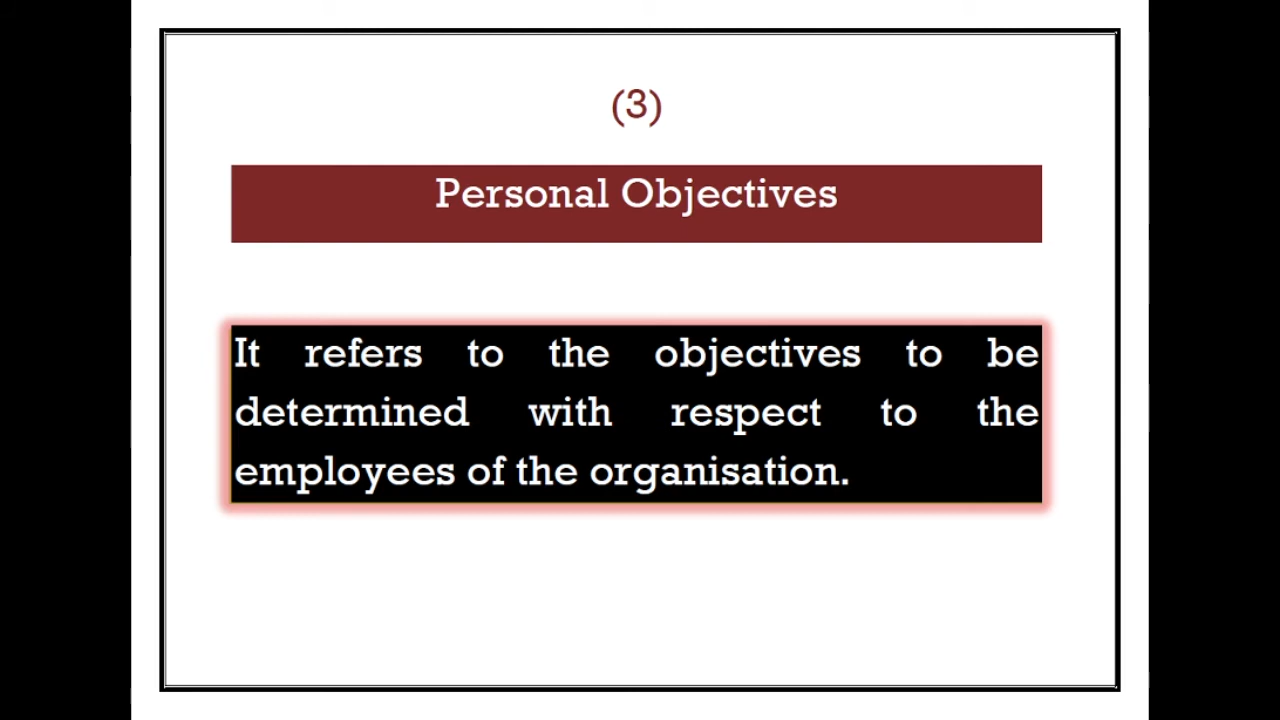 (3)
Personal Objectives
It refers to the objectives to be
determined with respect to the
employees of the organisation.